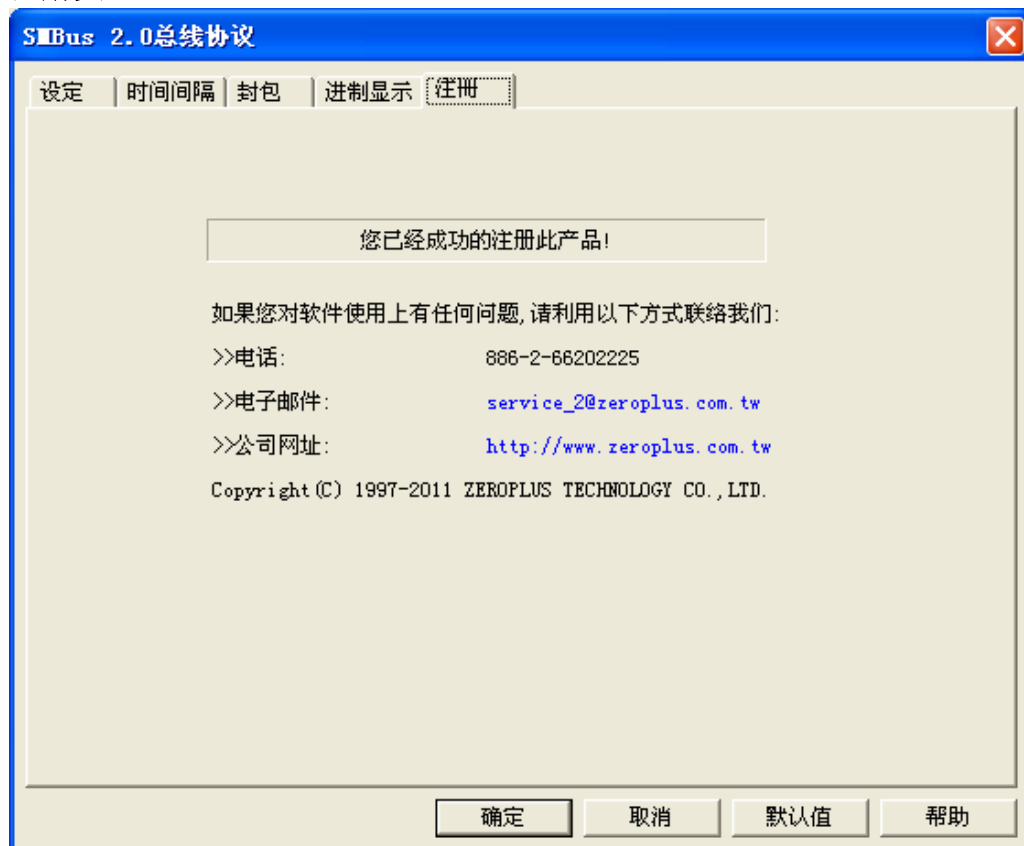 SMBus 2.0总线协议
设定 时间间隔 封包 进制显示 注册
您已经成功的注册此产品!
如果您对软件使用上有任何问题,请利用以下方式联络我们:
>>电话: 886-2-66202225
>>电子邮件: service_2@zeroplus.com.tw
>>公司网址: http://www.zeroplus.com.tw
Copyright(C) 1997-2011 ZEROPLUS TECHNOLOGY CO.,LTD.
确定 取消 默认值 帮助